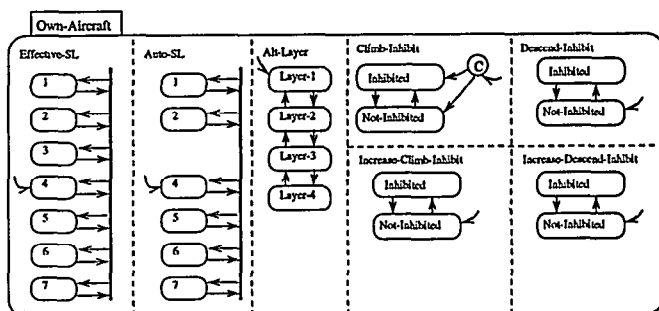 Own-Aircraft
Effective-SL
1
2
3
4
5
6
7
Auto-SL
1
2
4
5
6
7
Alt-Layer
Layer-1
Layer-2
Layer-3
Layer-4
Climb-Inhibit
C
Inhibited
Not-Inhibited
Descend-Inhibit
Inhibited
Not-Inhibited
Increase-Climb-Inhibit
Inhibited
Not-Inhibited
Increase-Descend-Inhibit
Inhibited
Not-Inhibited